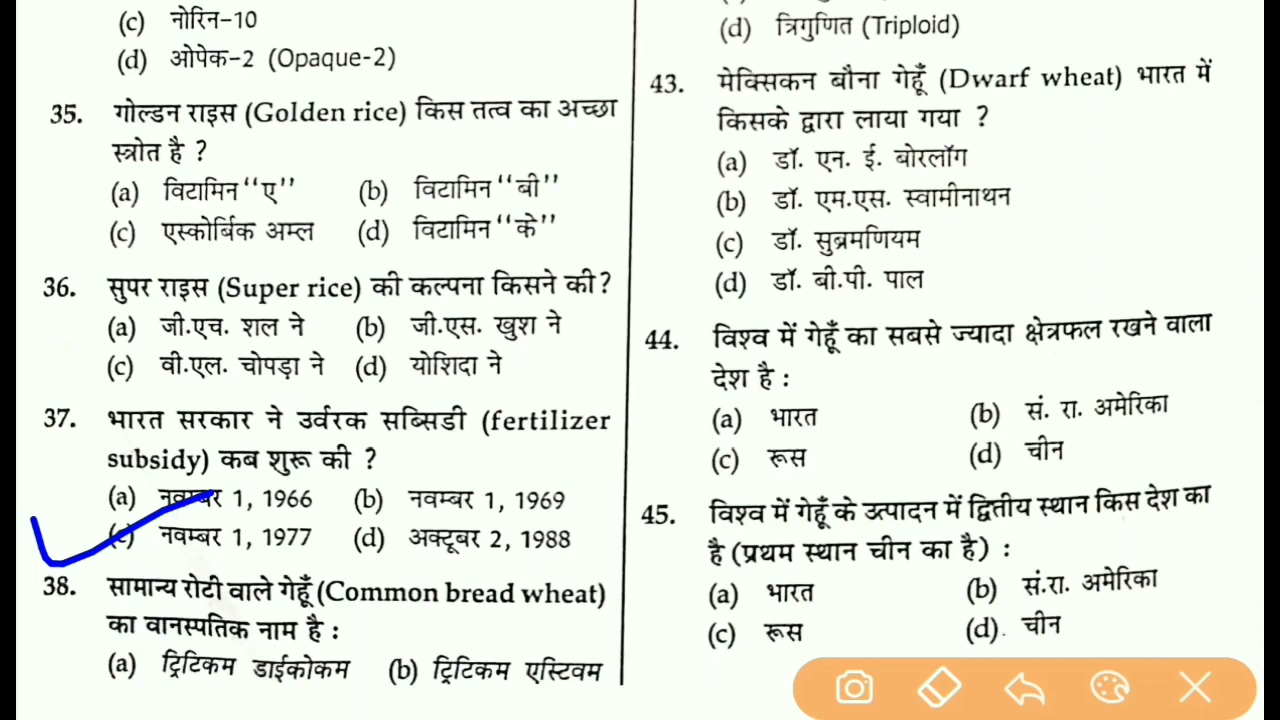 (c) नोरिन-10
(d) ओपेक-2 (Opaque-2)
35. गोल्डन राइस (Golden rice) किस तत्व का अच्छा
स्त्रोत है ?
(a) विटामिन ‘‘ए’’ (b) विटामिन ‘‘बी’’
(c) एस्कोर्बिक अम्ल (d) विटामिन ‘‘के’’
36. सुपर राइस (Super rice) की कल्पना किसने की?
(a) जी.एच. शल ने (b) जी.एस. खुश ने
(c) वी.एल. चोपड़ा ने (d) योशिदा ने
37. भारत सरकार ने उर्वरक सब्सिडी (fertilizer
subsidy) कब शुरू की ?
(a) नवम्बर 1, 1966 (b) नवम्बर 1, 1969
(c) नवम्बर 1, 1977 (d) अक्टूबर 2, 1988
38. सामान्य रोटी वाले गेहूँ (Common bread wheat)
का वानस्पतिक नाम है :
(a) ट्रिटिकम डाईकोकम (b) ट्रिटिकम एस्टिवम
(d) त्रिगुणित (Triploid)
43. मेक्सिकन बौना गेहूँ (Dwarf wheat) भारत में
किसके द्वारा लाया गया ?
(a) डॉ. एन. ई. बोरलॉग
(b) डॉ. एम.एस. स्वामीनाथन
(c) डॉ. सुब्रमणियम
(d) डॉ. बी.पी. पाल
44. विश्व में गेहूँ का सबसे ज्यादा क्षेत्रफल रखने वाला
देश है :
(a) भारत (b) सं. रा. अमेरिका
(c) रूस (d) चीन
45. विश्व में गेहूँ के उत्पादन में द्वितीय स्थान किस देश का
है (प्रथम स्थान चीन का है) :
(a) भारत (b) सं.रा. अमेरिका
(c) रूस (d). चीन